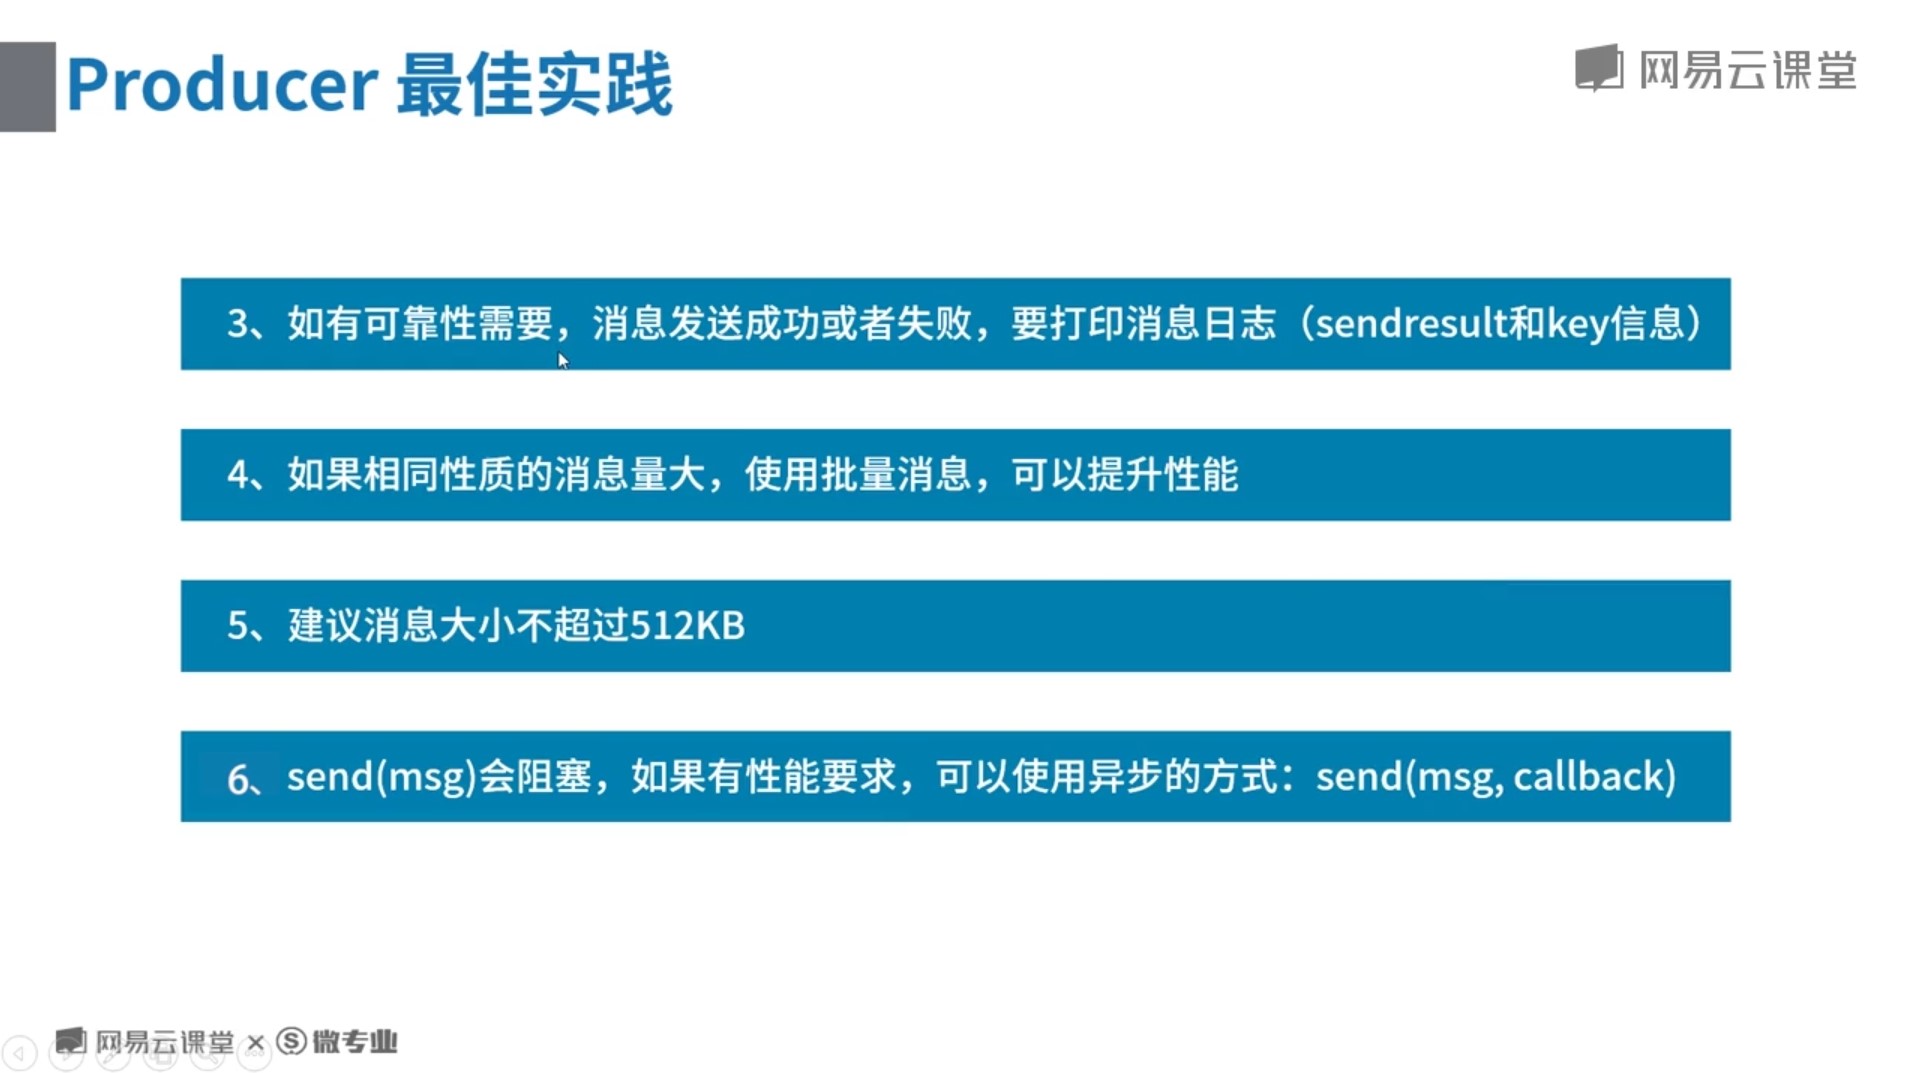 Producer 最佳实践
网易云课堂
3、如有可靠性需要，消息发送成功或者失败，要打印消息日志（sendresult和key信息）
4、如果相同性质的消息量大，使用批量消息，可以提升性能
5、建议消息大小不超过512KB
6、send(msg)会阻塞，如果有性能要求，可以使用异步的方式：send(msg, callback)
网易云课堂 × 微专业